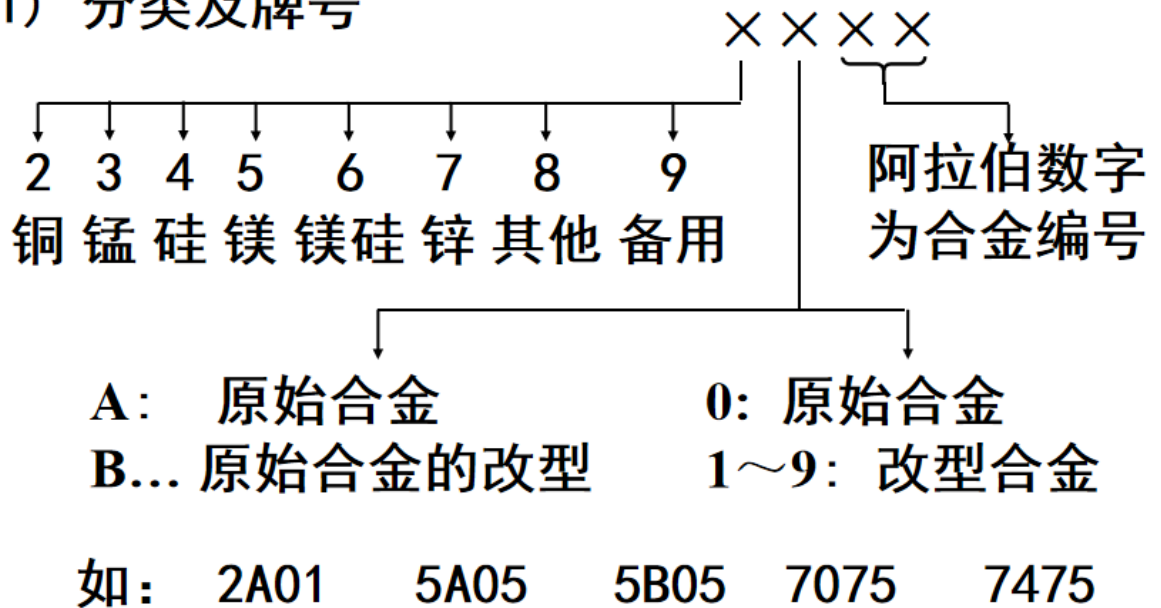 1) 分类及牌号
××××
2 3 4 5 6 7 8 9
铜 锰 硅 镁 镁硅 锌 其他 备用
阿拉伯数字
为合金编号
A: 原始合金
B… 原始合金的改型
0: 原始合金
1～9: 改型合金
如: 2A01 5A05 5B05 7075 7475